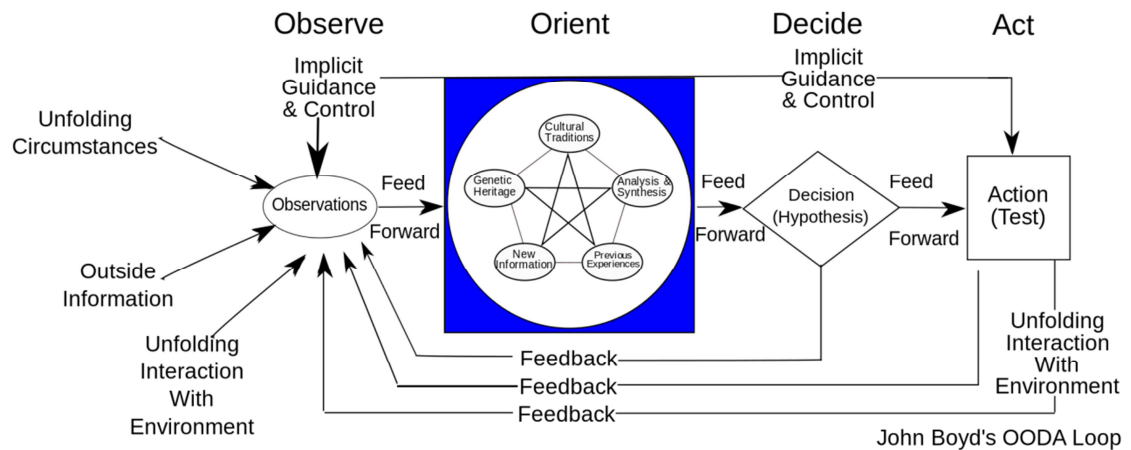 Observe
Orient
Decide
Act
Implicit
Guidance
& Control
Implicit
Guidance
& Control
Unfolding
Circumstances
Observations
Feed
Forward
Cultural
Traditions
Genetic
Heritage
Analysis &
Synthesis
New
Information
Previous
Experiences
Feed
Forward
Decision
(Hypothesis)
Feed
Forward
Action
(Test)
Outside
Information
Unfolding
Interaction
With
Environment
Unfolding
Interaction
With
Environment
Feedback
Feedback
Feedback
John Boyd's OODA Loop